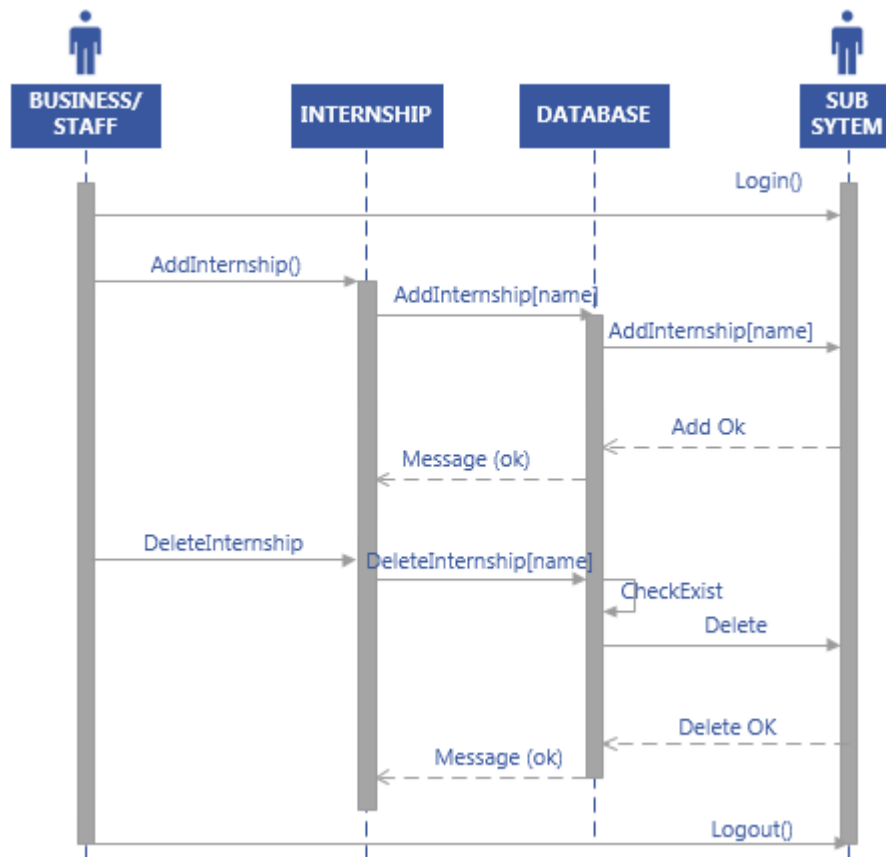 BUSINESS/
STAFF
INTERNSHIP
DATABASE
SUB
SYTEM
Login()
AddInternship()
AddInternship[name]
AddInternship[name]
Add Ok
Message (ok)
DeleteInternship
DeleteInternship[name]
CheckExist
Delete
Delete OK
Message (ok)
Logout()